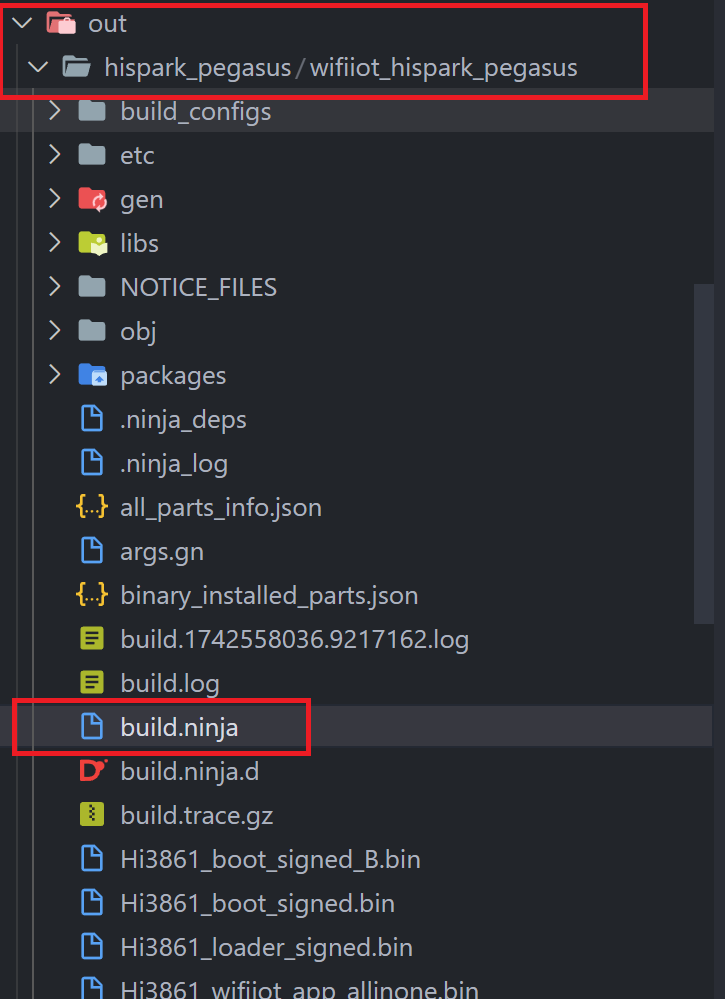 out
hispark_pegasus / wifiiot_hispark_pegasus
build_configs
etc
gen
libs
NOTICE_FILES
obj
packages
.ninja_deps
.ninja_log
all_parts_info.json
args.gn
binary_installed_parts.json
build.1742558036.9217162.log
build.log
build.ninja
build.ninja.d
build.trace.gz
Hi3861_boot_signed_B.bin
Hi3861_boot_signed.bin
Hi3861_loader_signed.bin
Hi3861_wifiiot_app_allinone.bin